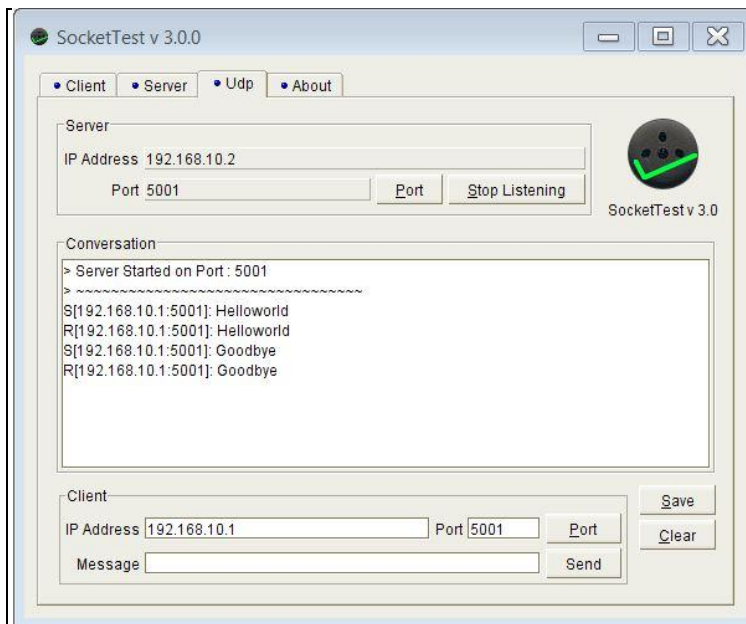 SocketTest v 3.0.0
Client Server Udp About
Server
IP Address 192.168.10.2
Port 5001 Port Stop Listening
SocketTest v 3.0
Conversation
> Server Started on Port : 5001
> ~~~~~~~~~~~~~~~~~~~~~~~~~~~~~~~~~
S[192.168.10.1:5001]: Helloworld
R[192.168.10.1:5001]: Helloworld
S[192.168.10.1:5001]: Goodbye
R[192.168.10.1:5001]: Goodbye
Client
IP Address 192.168.10.1 Port 5001 Port
Message Send
Save
Clear